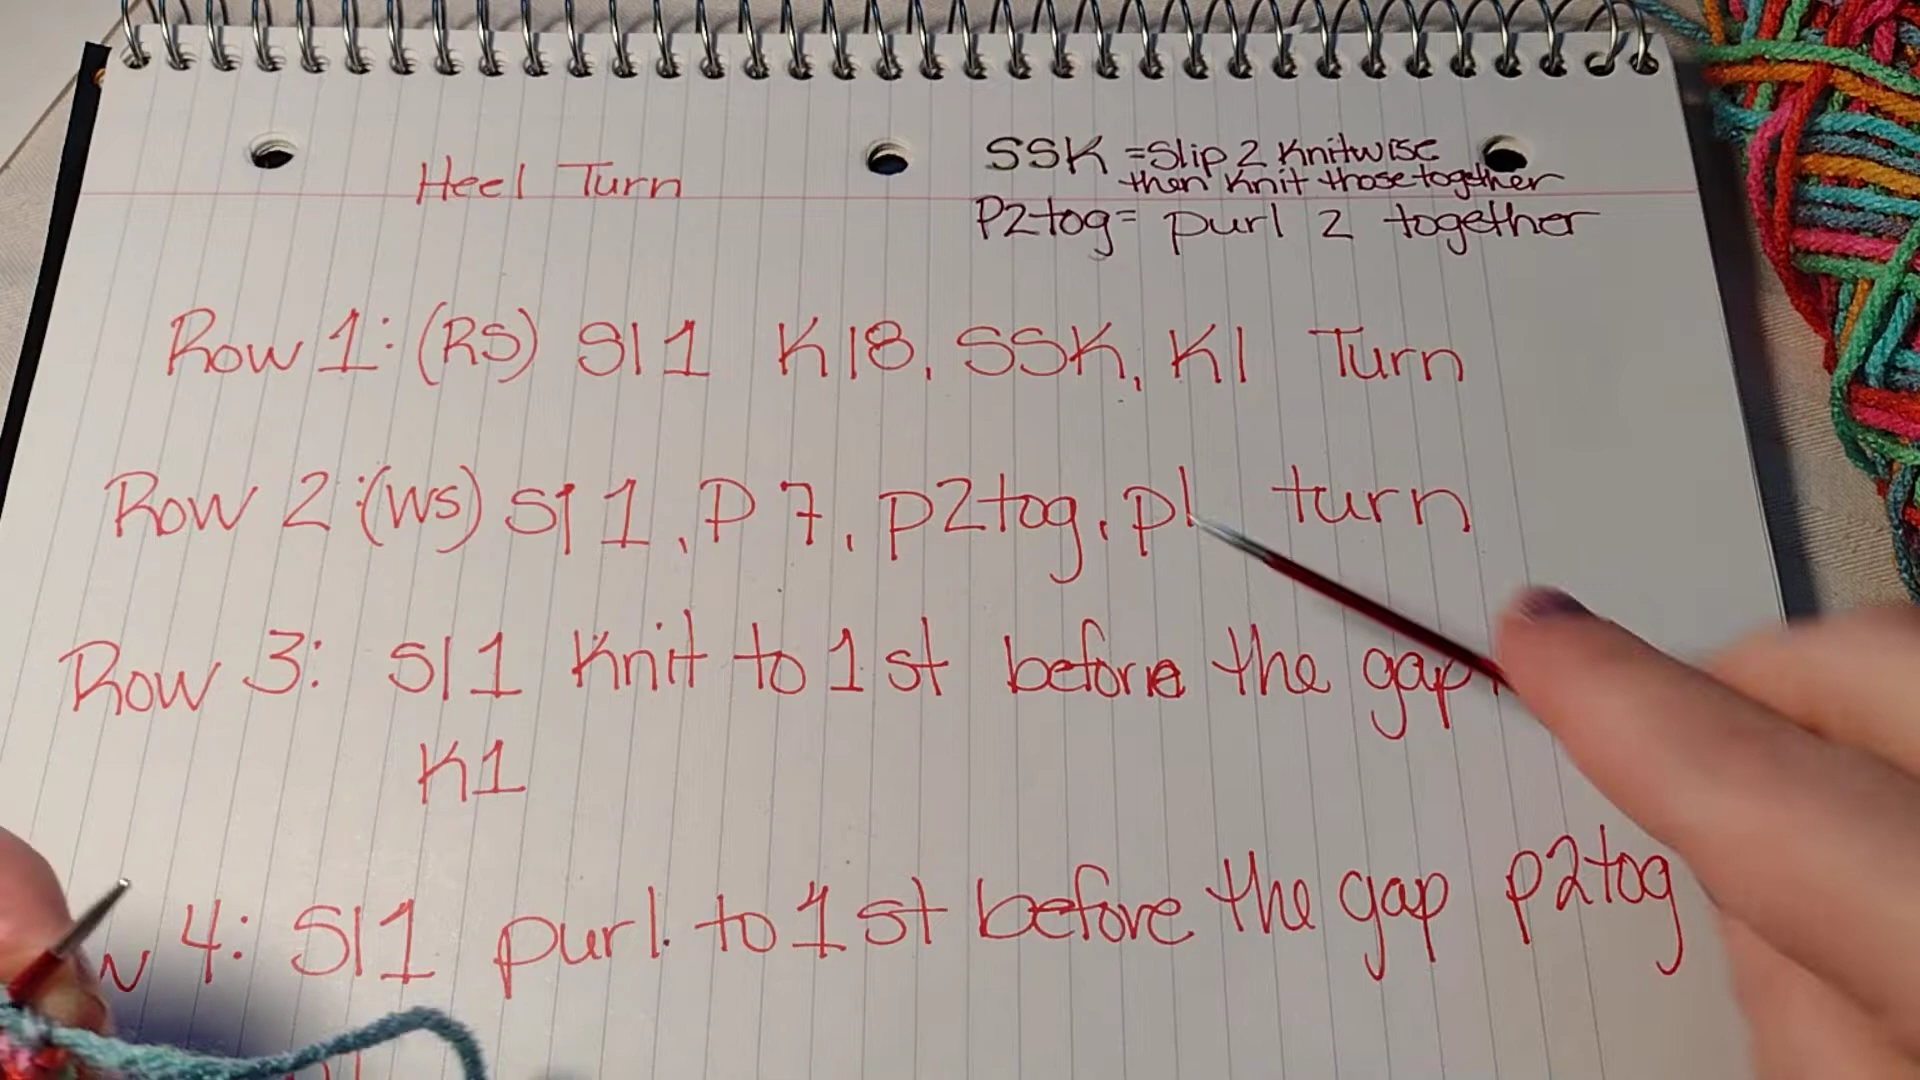 Heel Turn
SSK = Slip 2 Knitwise
then knit those together
P2tog = purl 2 together
Row 1: (RS) Sl 1 K18, SSK, K1 Turn
Row 2: (WS) Sl 1, P 7, p2tog, p1 turn
Row 3: Sl 1 Knit to 1 st before the gap
K1
4: Sl 1 purl to 1 st before the gap p2tog